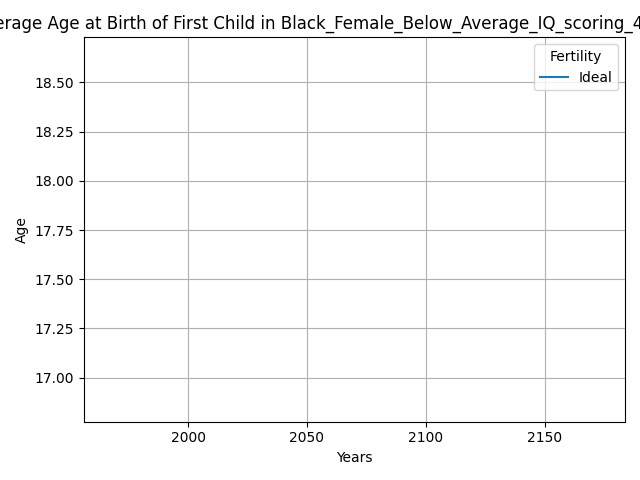 erage Age at Birth of First Child in Black_Female_Below_Average_IQ_scoring_4
Fertility
Ideal
18.50
18.25
18.00
17.75
17.50
17.25
17.00
Age
2000 2050 2100 2150
Years